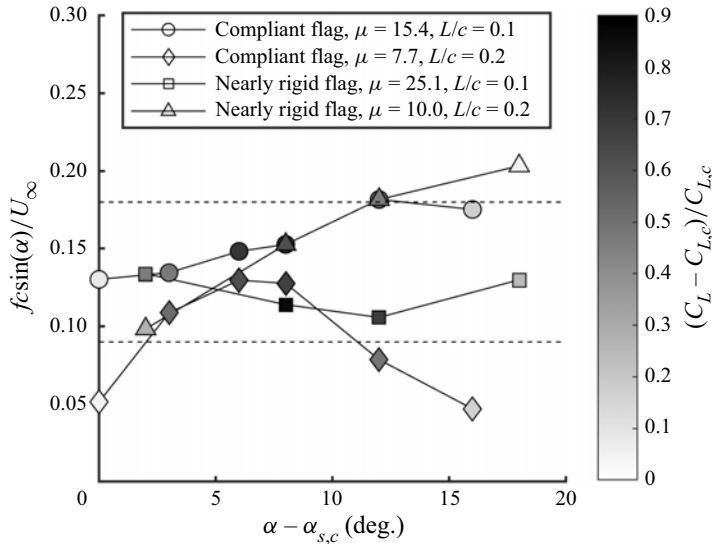 0.30
0.25
0.20
0.15
0.10
0.05
fcsin(α)/U∞
Compliant flag, μ = 15.4, L/c = 0.1
Compliant flag, μ = 7.7, L/c = 0.2
Nearly rigid flag, μ = 25.1, L/c = 0.1
Nearly rigid flag, μ = 10.0, L/c = 0.2
0 5 10 15 20
α – αs,c (deg.)
0.9
0.8
0.7
0.6
0.5
0.4
0.3
0.2
0.1
0
(CL – CL,c)/CL,c